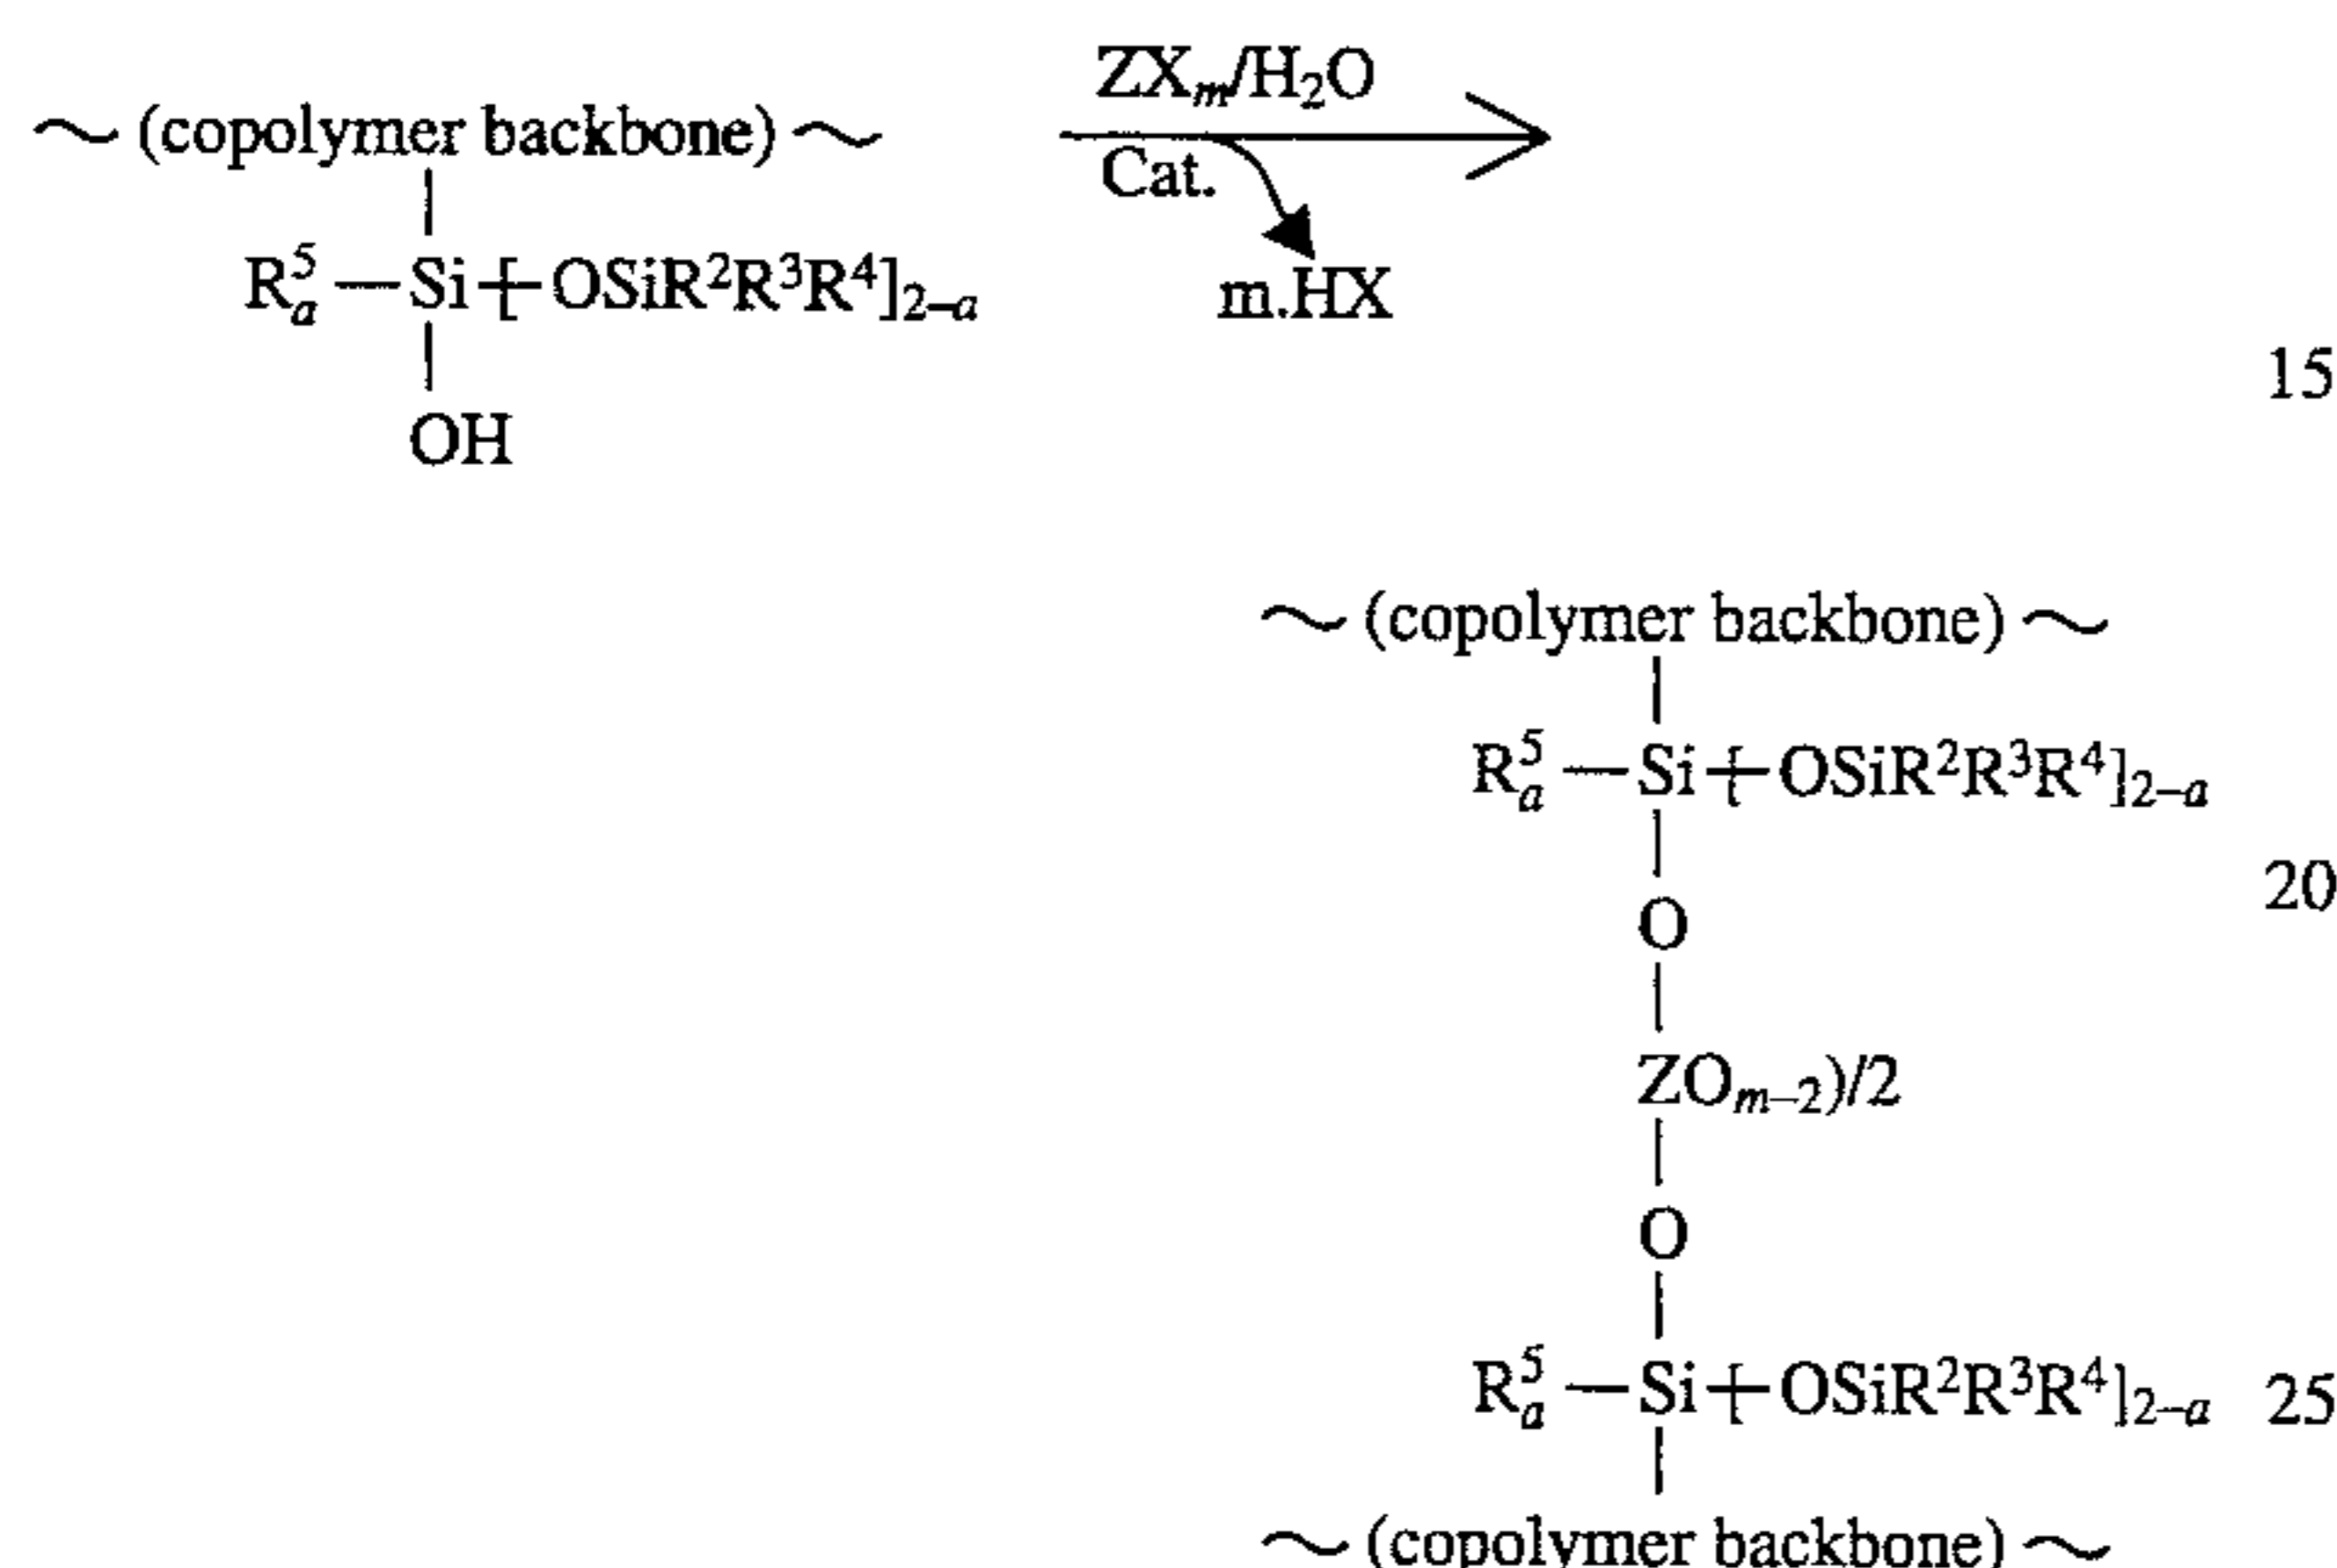 ZXm/H2O
~ (copolymer backbone) ~
Cat.
R5a—Si-[-OSiR2R3R4]2–a
m.HX
15
OH
~ (copolymer backbone) ~
R5a—Si-[-OSiR2R3R4]2–a
20
O
ZOm–2)/2
O
R5a—Si-[-OSiR2R3R4]2–a 25
~ (copolymer backbone) ~